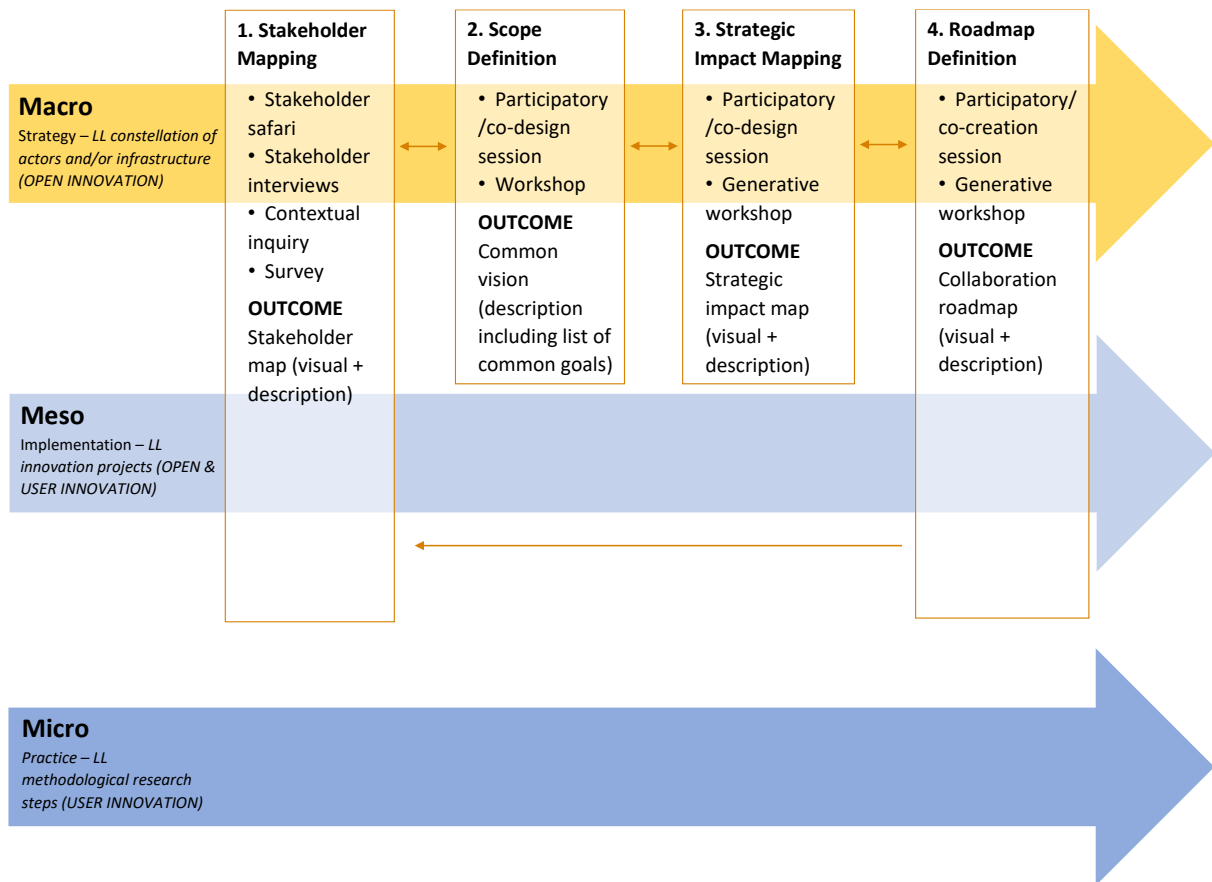 1. Stakeholder
Mapping
• Stakeholder
safari
• Stakeholder
interviews
• Contextual
inquiry
• Survey
OUTCOME
Stakeholder
map (visual +
description)
2. Scope
Definition
• Participatory
/co-design
session
• Workshop
OUTCOME
Common
vision
(description
including list of
common goals)
3. Strategic
Impact Mapping
• Participatory
/co-design
session
• Generative
workshop
OUTCOME
Strategic
impact map
(visual +
description)
4. Roadmap
Definition
• Participatory/
co-creation
session
• Generative
workshop
OUTCOME
Collaboration
roadmap
(visual +
description)
Macro
Strategy – LL constellation of
actors and/or infrastructure
(OPEN INNOVATION)
Meso
Implementation – LL
innovation projects (OPEN &
USER INNOVATION)
Micro
Practice – LL
methodological research
steps (USER INNOVATION)